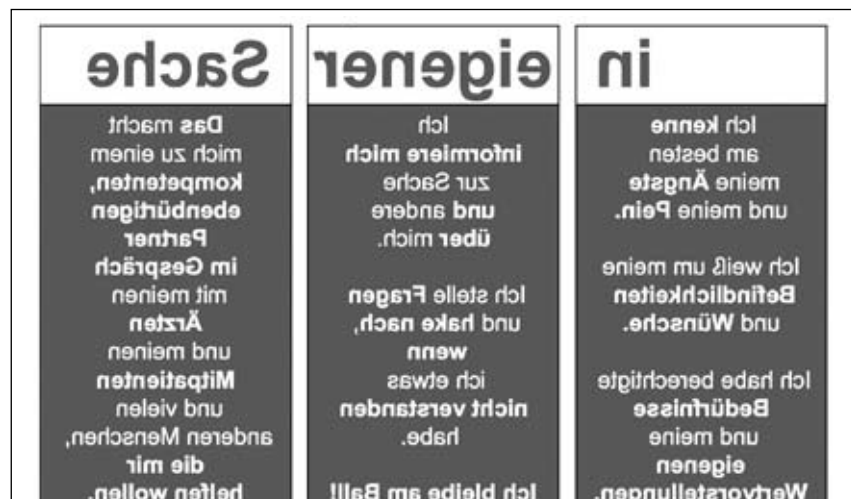 in
Ich kenne
am besten
meine Ängste
und meine Pein.
Ich weiß um meine
Befindlichkeiten
und Wünsche.
Ich habe berechtigte
Bedürfnisse
und meine
eigenen
Wertvorstellungen.
eigener
Ich
informiere mich
zur Sache
und andere
über mich.
Ich stelle Fragen
und hake nach,
wenn
ich etwas
nicht verstanden
habe.
Ich bleibe am Ball!
Sache
Das macht
mich zu einem
kompetenten,
ebenbürtigen
Partner
im Gespräch
mit meinen
Ärzten
und meinen
Mitpatienten
und vielen
anderen Menschen,
die mir
helfen wollen.